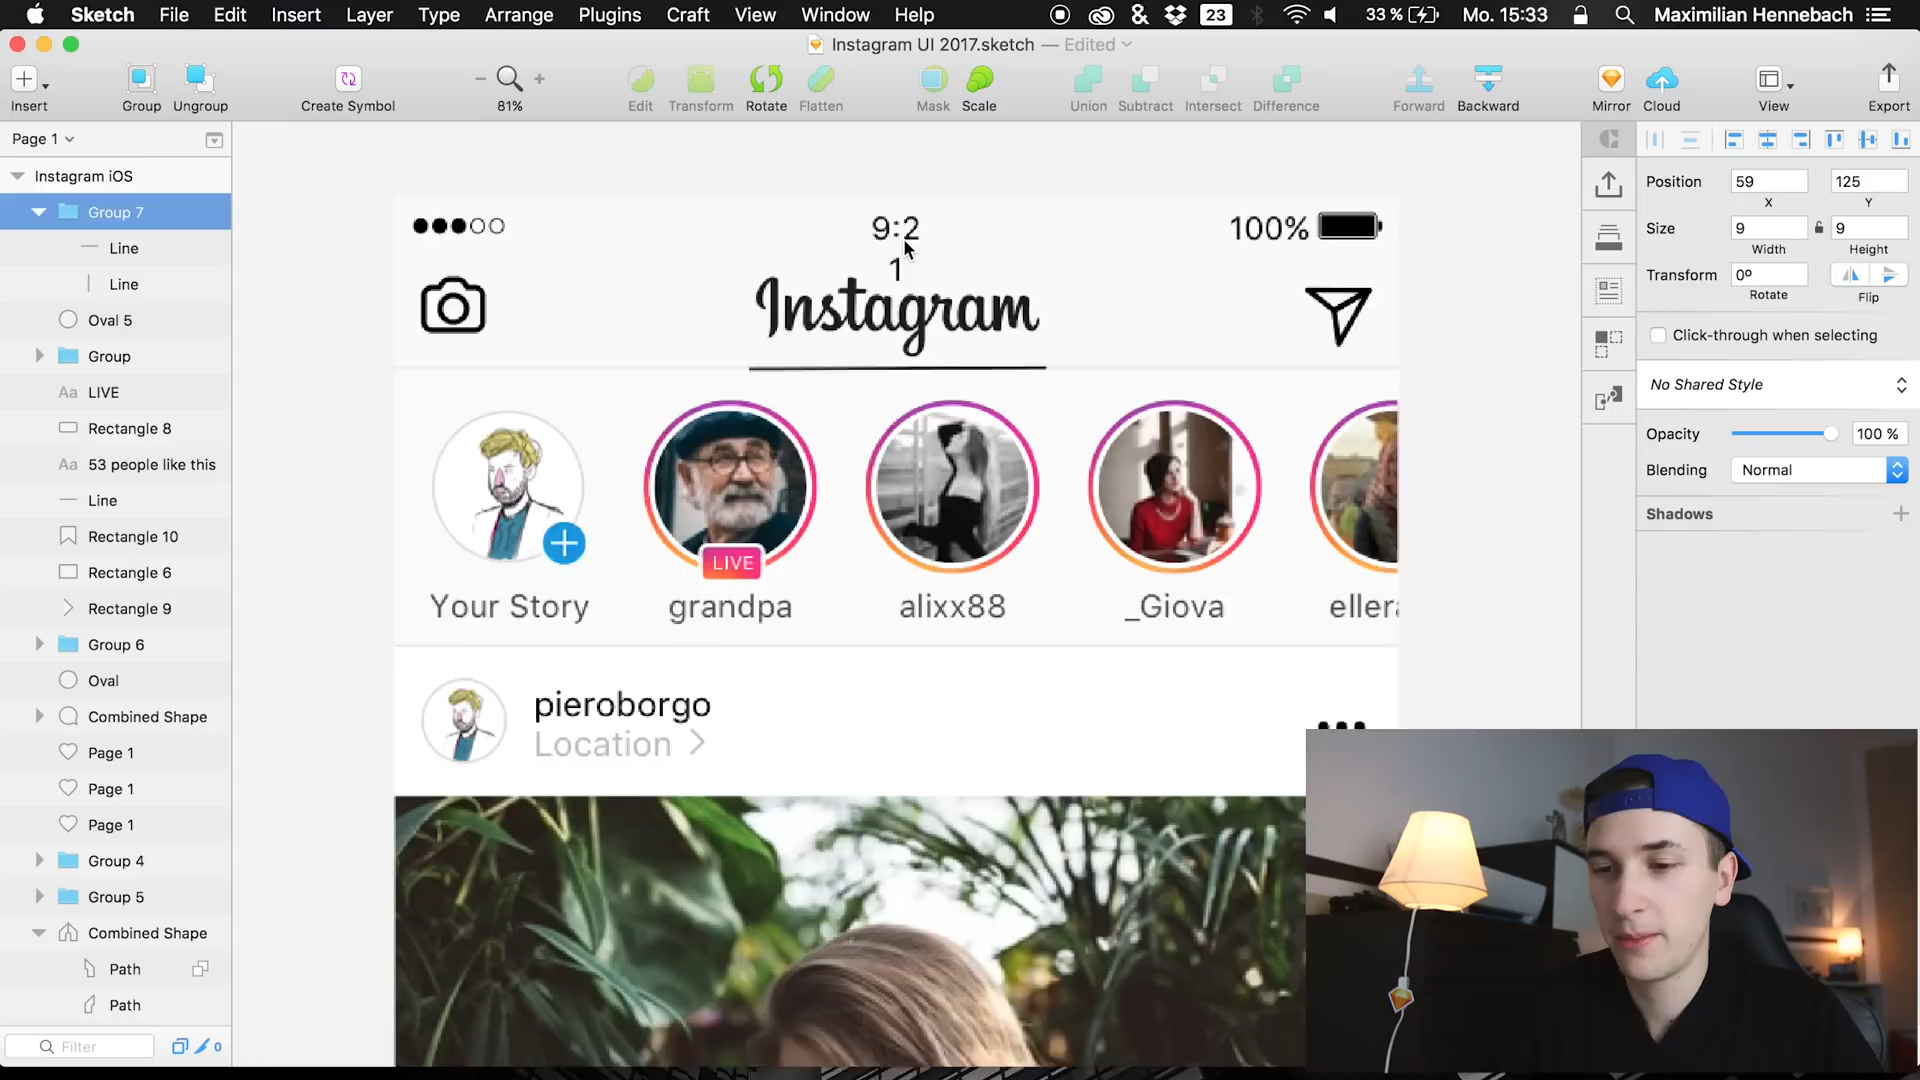 Sketch File Edit Insert Layer Type Arrange Plugins Craft View Window Help 23 33 % Mo. 15:33 Maximilian Hennebach
Instagram UI 2017.sketch — Edited
Insert Group Ungroup Create Symbol 81% Edit Transform Rotate Flatten Mask Scale Union Subtract Intersect Difference Forward Backward Mirror Cloud View Export
Page 1
Instagram iOS
Group 7
Line
Line
Oval 5
Group
Aa LIVE
Rectangle 8
Aa 53 people like this
Line
Rectangle 10
Rectangle 6
Rectangle 9
Group 6
Oval
Combined Shape
Page 1
Page 1
Page 1
Group 4
Group 5
Combined Shape
Path
Path
Filter 0
9:2
1
100%
Instagram
LIVE
Your Story grandpa alixx88 _Giova ellera
pieroborgo
Location
Position 59 125
X Y
Size 9 9
Width Height
Transform 0º
Rotate Flip
Click-through when selecting
No Shared Style
Opacity 100 %
Blending Normal
Shadows